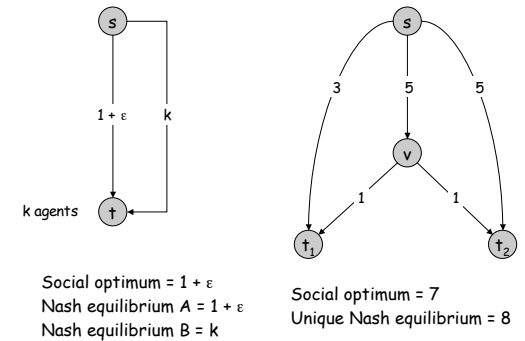 s
1 + ε
k
k agents
t
Social optimum = 1 + ε
Nash equilibrium A = 1 + ε
Nash equilibrium B = k
s
3
5
5
v
1
1
t1
t2
Social optimum = 7
Unique Nash equilibrium = 8